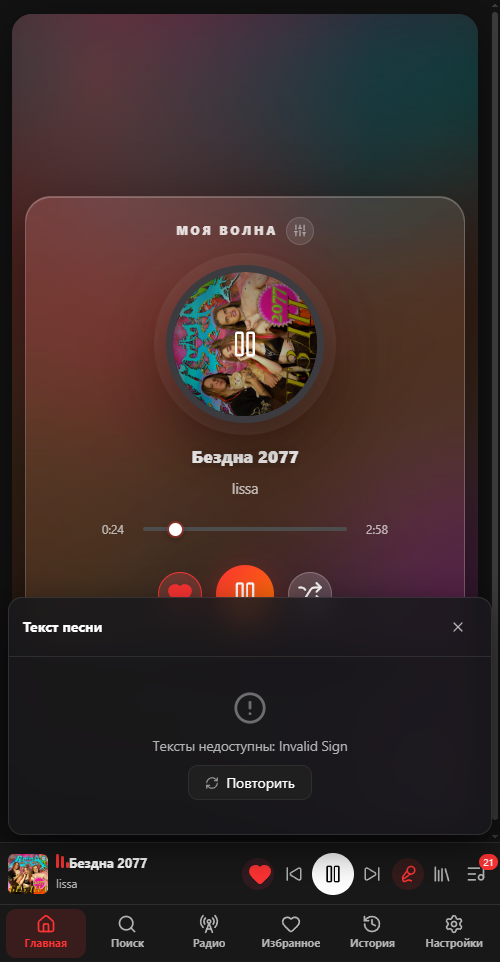 МОЯ ВОЛНА
2077
Бездна 2077
lissa
0:24
2:58
Текст песни
Тексты недоступны: Invalid Sign
Повторить
Бездна 2077
lissa
21
Главная
Поиск
Радио
Избранное
История
Настройки